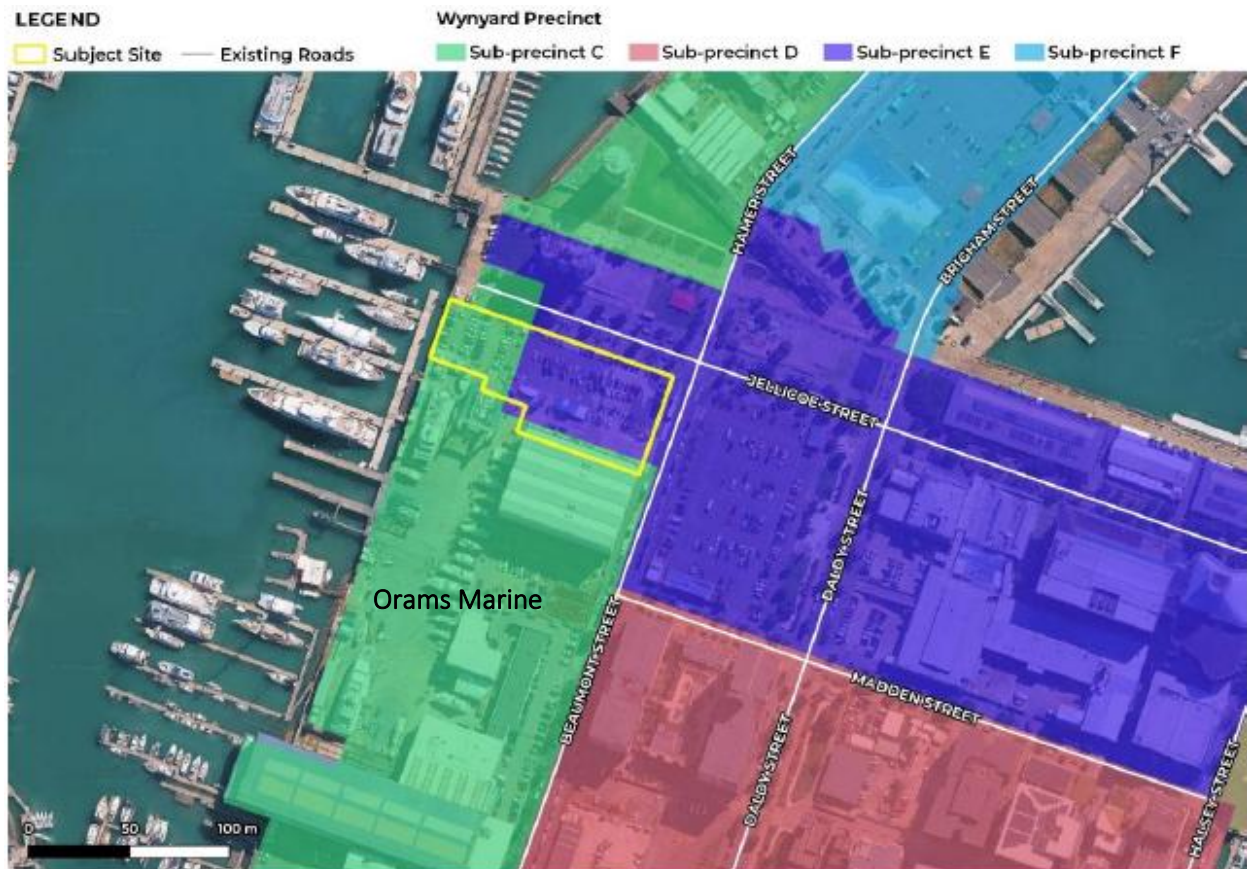 LEGEND
Subject Site
Existing Roads
Wynyard Precinct
Sub-precinct C
Sub-precinct D
Sub-precinct E
Sub-precinct F
HAMER STREET
BRIGHAM STREET
JELLICOE STREET
DALDY STREET
Orams Marine
BEAUMONT STREET
MADDEN STREET
DALDY STREET
HALSEY STREET
0 50 100 m